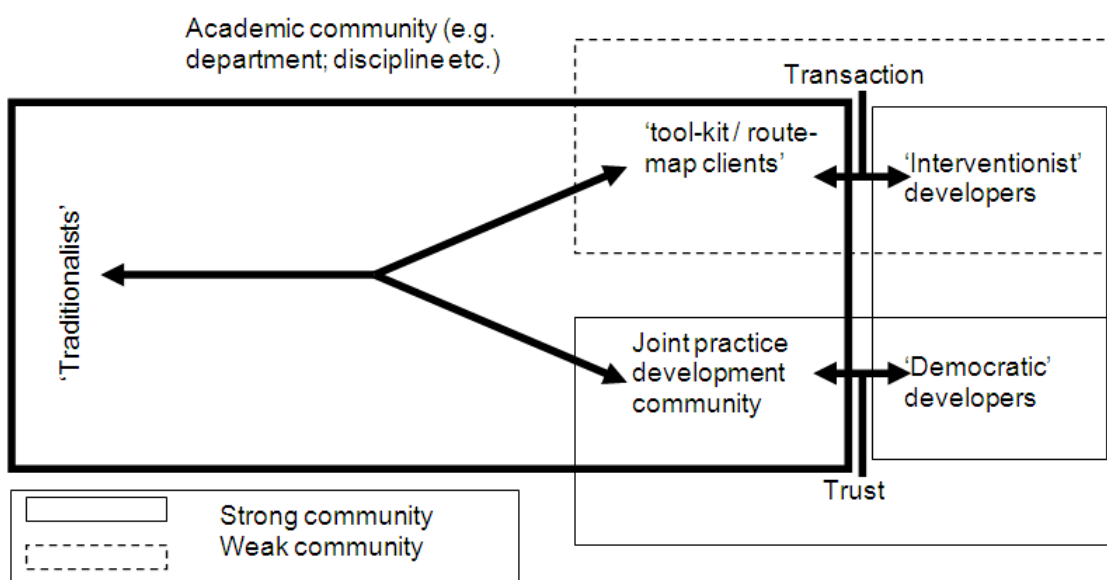 Academic community (e.g.
department; discipline etc.)
Transaction
‘tool-kit / route-
map clients’
‘Interventionist’
developers
‘Traditionalists’
Joint practice
development
community
‘Democratic’
developers
Trust
Strong community
Weak community